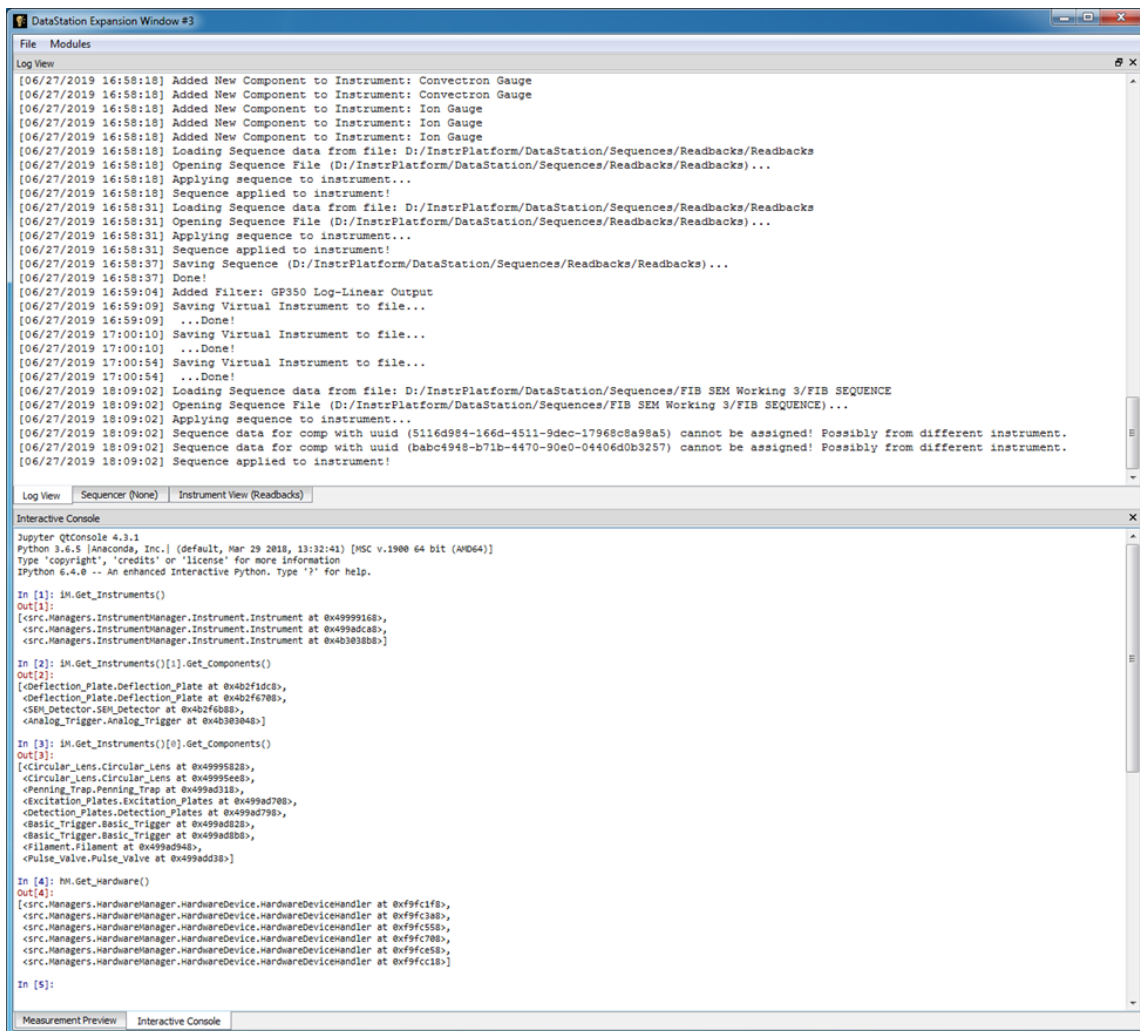 DataStation Expansion Window #3
File Modules
Log View
[06/27/2019 16:58:18] Added New Component to Instrument: Convectron Gauge
[06/27/2019 16:58:18] Added New Component to Instrument: Convectron Gauge
[06/27/2019 16:58:18] Added New Component to Instrument: Ion Gauge
[06/27/2019 16:58:18] Added New Component to Instrument: Ion Gauge
[06/27/2019 16:58:18] Added New Component to Instrument: Ion Gauge
[06/27/2019 16:58:18] Loading Sequence data from file: D:/InstrPlatform/DataStation/Sequences/Readbacks/Readbacks
[06/27/2019 16:58:18] Opening Sequence File (D:/InstrPlatform/DataStation/Sequences/Readbacks/Readbacks)...
[06/27/2019 16:58:18] Applying sequence to instrument...
[06/27/2019 16:58:18] Sequence applied to instrument!
[06/27/2019 16:58:31] Loading Sequence data from file: D:/InstrPlatform/DataStation/Sequences/Readbacks/Readbacks
[06/27/2019 16:58:31] Opening Sequence File (D:/InstrPlatform/DataStation/Sequences/Readbacks/Readbacks)...
[06/27/2019 16:58:31] Applying sequence to instrument...
[06/27/2019 16:58:31] Sequence applied to instrument!
[06/27/2019 16:58:37] Saving Sequence (D:/InstrPlatform/DataStation/Sequences/Readbacks/Readbacks)...
[06/27/2019 16:58:37] Done!
[06/27/2019 16:59:04] Added Filter: GP350 Log-Linear Output
[06/27/2019 16:59:09] Saving Virtual Instrument to file...
[06/27/2019 16:59:09]  ...Done!
[06/27/2019 17:00:10] Saving Virtual Instrument to file...
[06/27/2019 17:00:10]  ...Done!
[06/27/2019 17:00:54] Saving Virtual Instrument to file...
[06/27/2019 17:00:54]  ...Done!
[06/27/2019 18:09:02] Loading Sequence data from file: D:/InstrPlatform/DataStation/Sequences/FIB SEM Working 3/FIB SEQUENCE
[06/27/2019 18:09:02] Opening Sequence File (D:/InstrPlatform/DataStation/Sequences/FIB SEM Working 3/FIB SEQUENCE)...
[06/27/2019 18:09:02] Applying sequence to instrument...
[06/27/2019 18:09:02] Sequence data for comp with uuid (5116d984-166d-4511-9dec-17968c8a98a5) cannot be assigned! Possibly from different instrument.
[06/27/2019 18:09:02] Sequence data for comp with uuid (babc4948-b71b-4470-90e0-04406d0b3257) cannot be assigned! Possibly from different instrument.
[06/27/2019 18:09:02] Sequence applied to instrument!
Log View Sequencer (None) Instrument View (Readbacks)
Interactive Console
Jupyter QtConsole 4.3.1
Python 3.6.5 |Anaconda, Inc.| (default, Mar 29 2018, 13:32:41) [MSC v.1900 64 bit (AMD64)]
Type 'copyright', 'credits' or 'license' for more information
IPython 6.4.0 -- An enhanced Interactive Python. Type '?' for help.
In [1]: iM.Get_Instruments()
Out[1]:
[<src.Managers.InstrumentManager.Instrument.Instrument at 0x49999168>,
<src.Managers.InstrumentManager.Instrument.Instrument at 0x499adca8>,
<src.Managers.InstrumentManager.Instrument.Instrument at 0x4b3038b8>]
In [2]: iM.Get_Instruments()[1].Get_Components()
Out[2]:
[<Deflection_Plate.Deflection_Plate at 0x4b2f1dc8>,
<Deflection_Plate.Deflection_Plate at 0x4b2f6708>,
<SEM_Detector.SEM_Detector at 0x4b2f6b88>,
<Analog_Trigger.Analog_Trigger at 0x4b303048>]
In [3]: iM.Get_Instruments()[0].Get_Components()
Out[3]:
[<Circular_Lens.Circular_Lens at 0x49995828>,
<Circular_Lens.Circular_Lens at 0x49995ee8>,
<Penning_Trap.Penning_Trap at 0x499ad318>,
<Excitation_Plates.Excitation_Plates at 0x499ad708>,
<Detection_Plates.Detection_Plates at 0x499ad798>,
<Basic_Trigger.Basic_Trigger at 0x499ad828>,
<Basic_Trigger.Basic_Trigger at 0x499ad8b8>,
<Filament.Filament at 0x499ad948>,
<Pulse_Valve.Pulse_Valve at 0x499add38>]
In [4]: hM.Get_Hardware()
Out[4]:
[<src.Managers.HardwareManager.HardwareDevice.HardwareDeviceHandler at 0xf9fc1f8>,
<src.Managers.HardwareManager.HardwareDevice.HardwareDeviceHandler at 0xf9fc3a8>,
<src.Managers.HardwareManager.HardwareDevice.HardwareDeviceHandler at 0xf9fc558>,
<src.Managers.HardwareManager.HardwareDevice.HardwareDeviceHandler at 0xf9fc708>,
<src.Managers.HardwareManager.HardwareDevice.HardwareDeviceHandler at 0xf9fce58>,
<src.Managers.HardwareManager.HardwareDevice.HardwareDeviceHandler at 0xf9fcc18>]
In [5]:
Measurement Preview Interactive Console